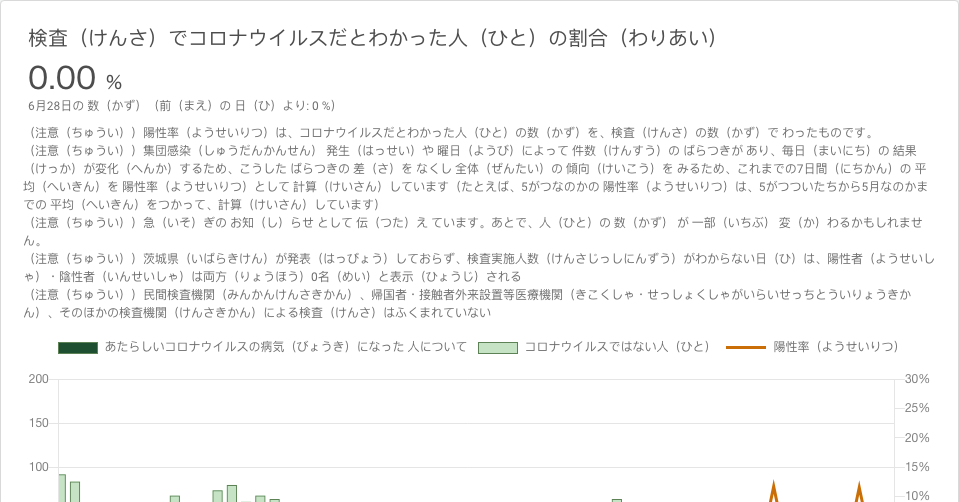 検査（けんさ）でコロナウイルスだとわかった人（ひと）の割合（わりあい）
0.00 %
6月28日の 数（かず）（前（まえ）の 日（ひ）より: 0 %）
（注意（ちゅうい））陽性率（ようせいりつ）は、コロナウイルスだとわかった人（ひと）の数（かず）を、検査（けんさ）の数（かず）で わったものです。
（注意（ちゅうい））集団感染（しゅうだんかんせん） 発生（はっせい）や 曜日（ようび）によって 件数（けんすう）の ばらつきが あり、毎日（まいにち）の 結果
（けっか）が変化（へんか）するため、こうした ばらつきの 差（さ）を なくし 全体（ぜんたい）の 傾向（けいこう）を みるため、これまでの7日間（にちかん）の 平
均（へいきん）を 陽性率（ようせいりつ）として 計算（けいさん）しています（たとえば、5がつなのかの 陽性率（ようせいりつ）は、5がつついたちから5月なのかま
での 平均（へいきん）をつかって、計算（けいさん）しています）
（注意（ちゅうい））急（いそ）ぎの お知（し）らせ として 伝（つた）え ています。あとで、人（ひと）の 数（かず） が 一部（いちぶ） 変（か）わるかもしれませ
ん。
（注意（ちゅうい））茨城県（いばらきけん）が発表（はっぴょう）しておらず、検査実施人数（けんさじっしにんずう）がわからない日（ひ）は、陽性者（ようせいし
ゃ）・陰性者（いんせいしゃ）は両方（りょうほう）0名（めい）と表示（ひょうじ）される
（注意（ちゅうい））民間検査機関（みんかんけんさきかん）、帰国者・接触者外来設置等医療機関（きこくしゃ・せっしょくしゃがいらいせっちとういりょうきか
ん）、そのほかの検査機関（けんさきかん）による検査（けんさ）はふくまれていない
あたらしいコロナウイルスの病気（びょうき）になった 人について コロナウイルスではない人（ひと） 陽性率（ようせいりつ）
200 30%
25%
150 20%
100 15%
10%